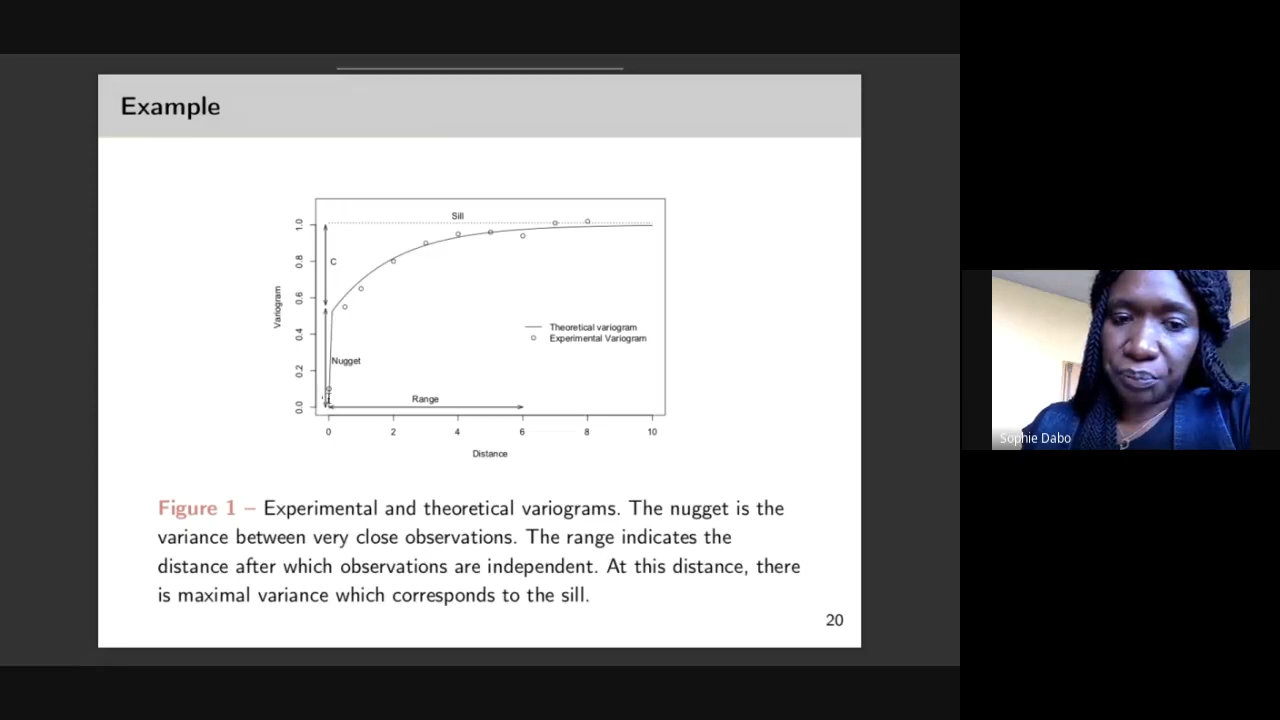 Example
Sill
1.0
0.8
0.6
0.4
0.2
0.0
Variogram
C
Nugget
Range
Theoretical variogram
Experimental Variogram
0 2 4 6 8 10
Distance
Figure 1 – Experimental and theoretical variograms. The nugget is the
variance between very close observations. The range indicates the
distance after which observations are independent. At this distance, there
is maximal variance which corresponds to the sill.
20
Sophie Dabo